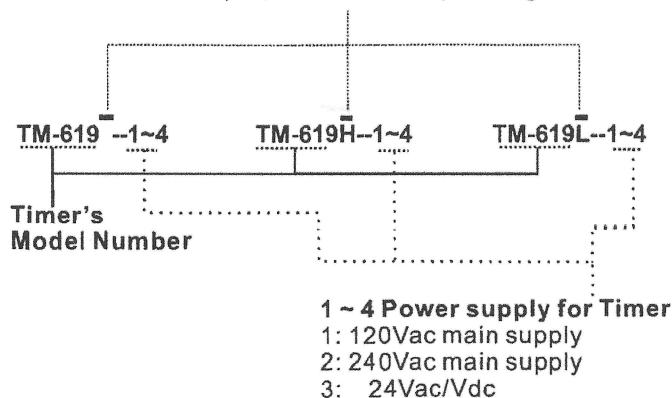 TM-619 --1~4 TM-619H--1~4 TM-619L--1~4
Timer's
Model Number
1 ~ 4 Power supply for Timer
1: 120Vac main supply
2: 240Vac main supply
3: 24Vac/Vdc